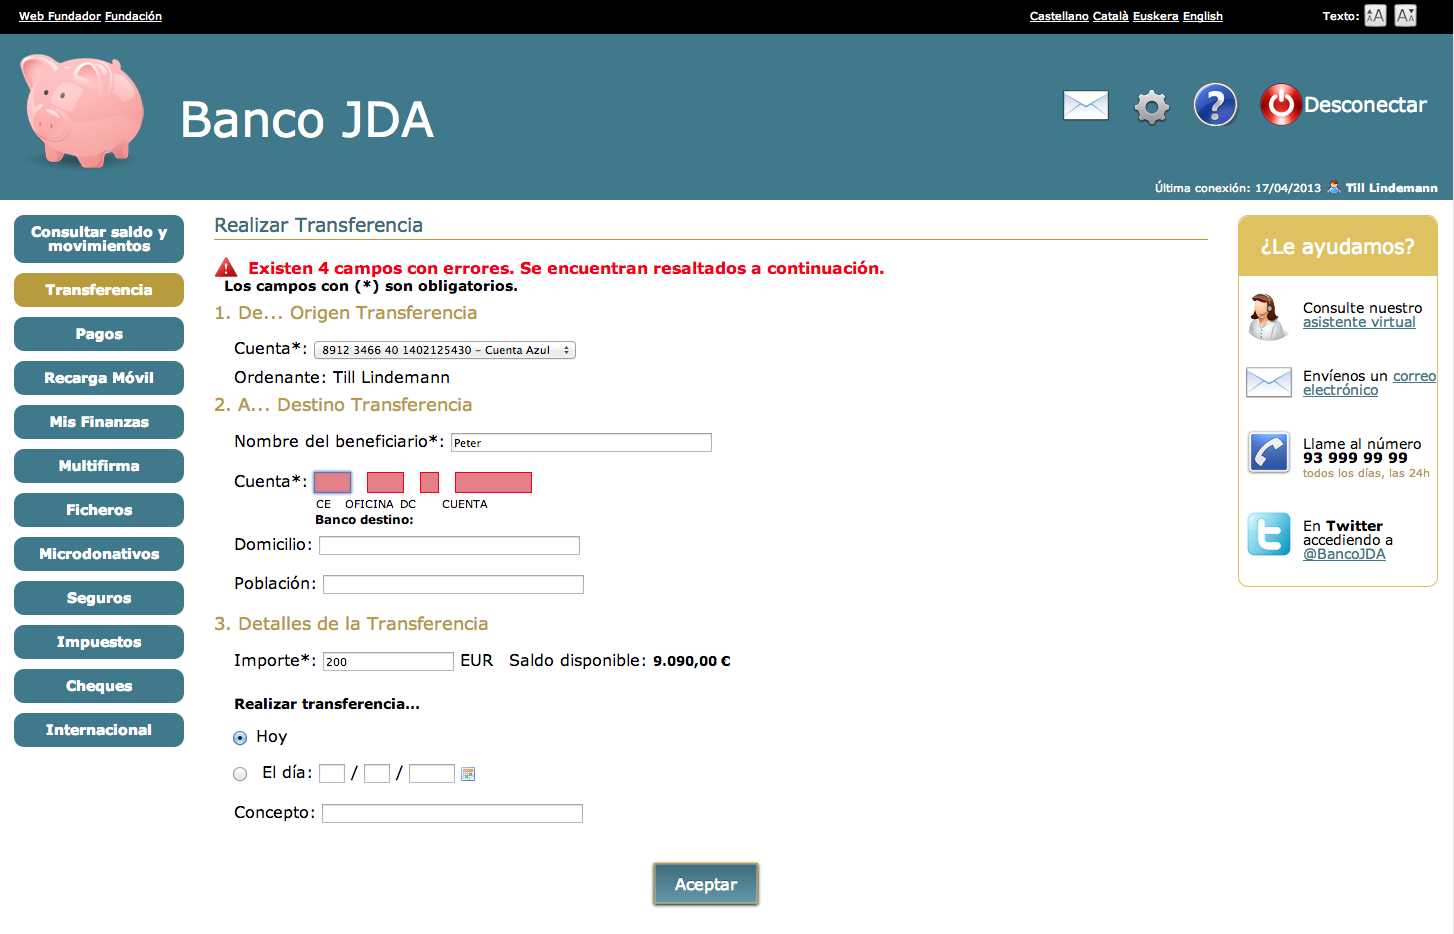 Web Fundador Fundación
Castellano Català Euskera English
Texto: AA AA
Banco JDA
Desconectar
Última conexión: 17/04/2013 Till Lindemann
Consultar saldo y
movimientos
Transferencia
Pagos
Recarga Móvil
Mis Finanzas
Multifirma
Ficheros
Microdonativos
Seguros
Impuestos
Cheques
Internacional
Realizar Transferencia
Existen 4 campos con errores. Se encuentran resaltados a continuación.
Los campos con (*) son obligatorios.
1. De... Origen Transferencia
Cuenta*: 8912 3466 40 1402125430 - Cuenta Azul
Ordenante: Till Lindemann
2. A... Destino Transferencia
Nombre del beneficiario*: Peter
Cuenta*:
CE OFICINA DC CUENTA
Banco destino:
Domicilio:
Población:
3. Detalles de la Transferencia
Importe*: 200 EUR Saldo disponible: 9.090,00 €
Realizar transferencia...
Hoy
El día: / /
Concepto:
Aceptar
¿Le ayudamos?
Consulte nuestro
asistente virtual
Envíenos un correo
electrónico
Llame al número
93 999 99 99
todos los días, las 24h
En Twitter
accediendo a
@BancoJDA